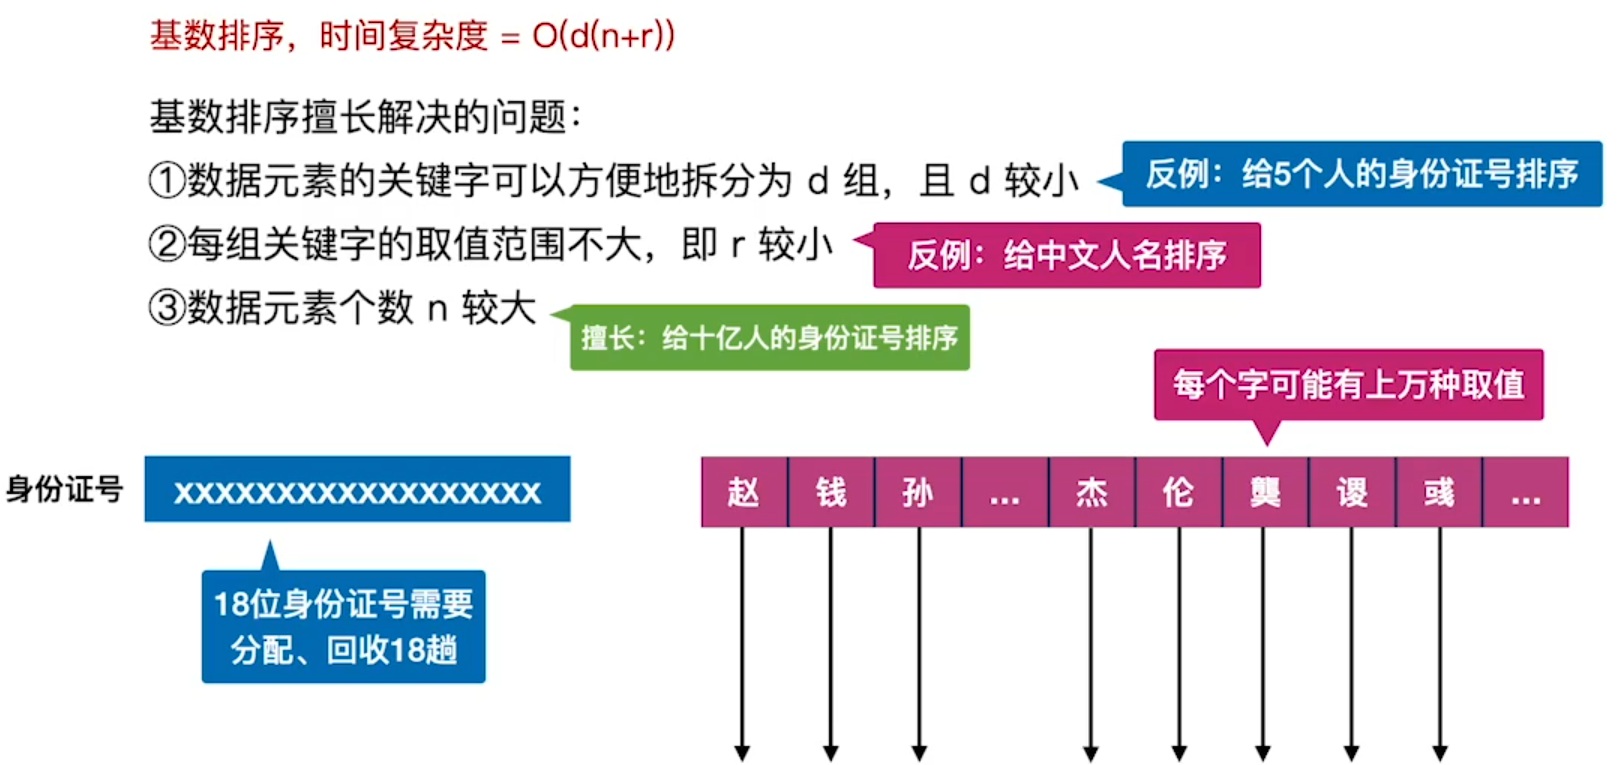 基数排序，时间复杂度 = O(d(n+r))
基数排序擅长解决的问题：
①数据元素的关键字可以方便地拆分为 d 组，且 d 较小
反例：给5个人的身份证号排序
②每组关键字的取值范围不大，即 r 较小
反例：给中文人名排序
③数据元素个数 n 较大
擅长：给十亿人的身份证号排序
每个字可能有上万种取值
身份证号
xxxxxxxxxxxxxxxxxx
赵 钱 孙 ... 杰 伦 龚 谡 彧 ...
18位身份证号需要
分配、回收18趟